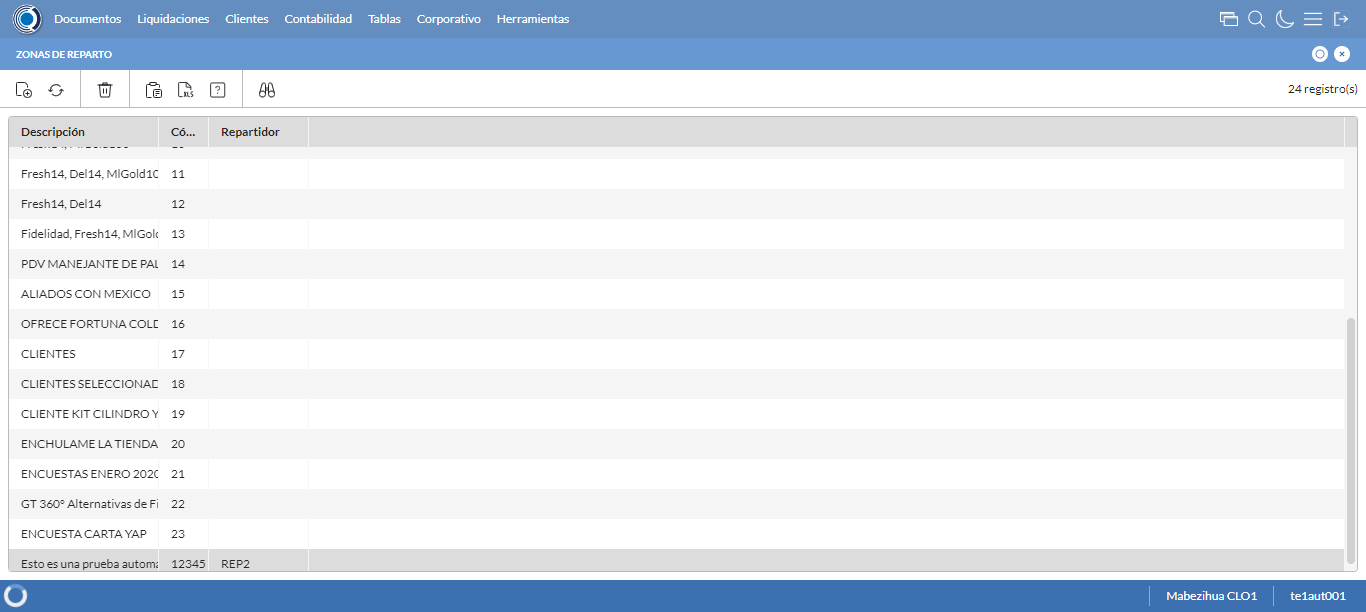 Documentos Liquidaciones Clientes Contabilidad Tablas Corporativo Herramientas
ZONAS DE REPARTO
XLS ? 24 registro(s)
Descripción Có... Repartidor
Fresh14, Del14, MlGold10 11
Fresh14, Del14 12
Fidelidad, Fresh14, MlGold 13
PDV MANEJANTE DE PAL 14
ALIADOS CON MEXICO 15
OFRECE FORTUNA COLD 16
CLIENTES 17
CLIENTES SELECCIONAD 18
CLIENTE KIT CILINDRO Y 19
ENCHULAME LA TIENDA 20
ENCUESTAS ENERO 2020 21
GT 360° Alternativas de Fi 22
ENCUESTA CARTA YAP 23
Esto es una prueba automa 12345 REP2
Mabezihua CLO1 te1aut001